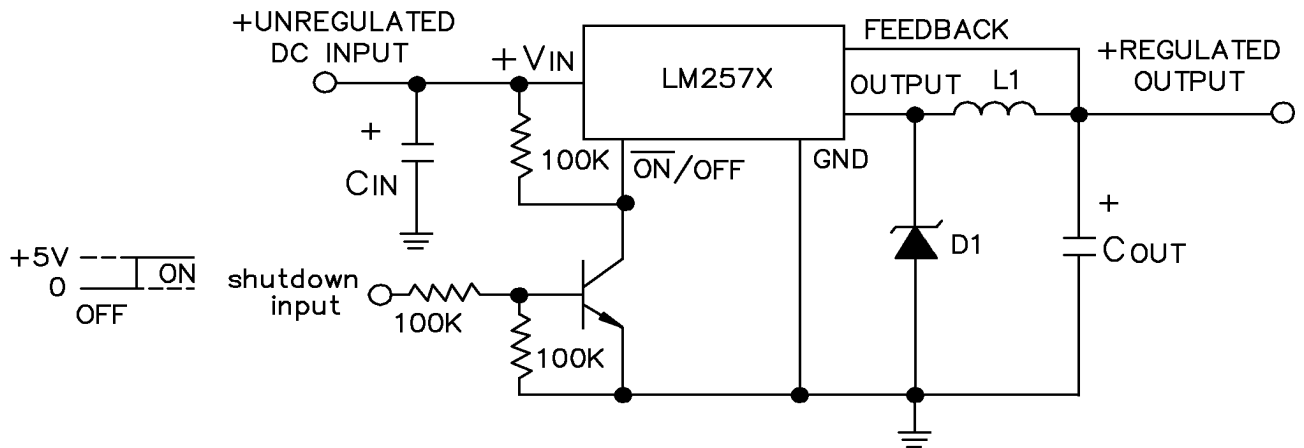 +UNREGULATED
DC INPUT
+VIN
LM257X
FEEDBACK
+REGULATED
OUTPUT
OUTPUT
L1
+
CIN
100K
ON/OFF
GND
+
D1
COUT
+5V
0
ON
OFF
shutdown
input
100K
100K